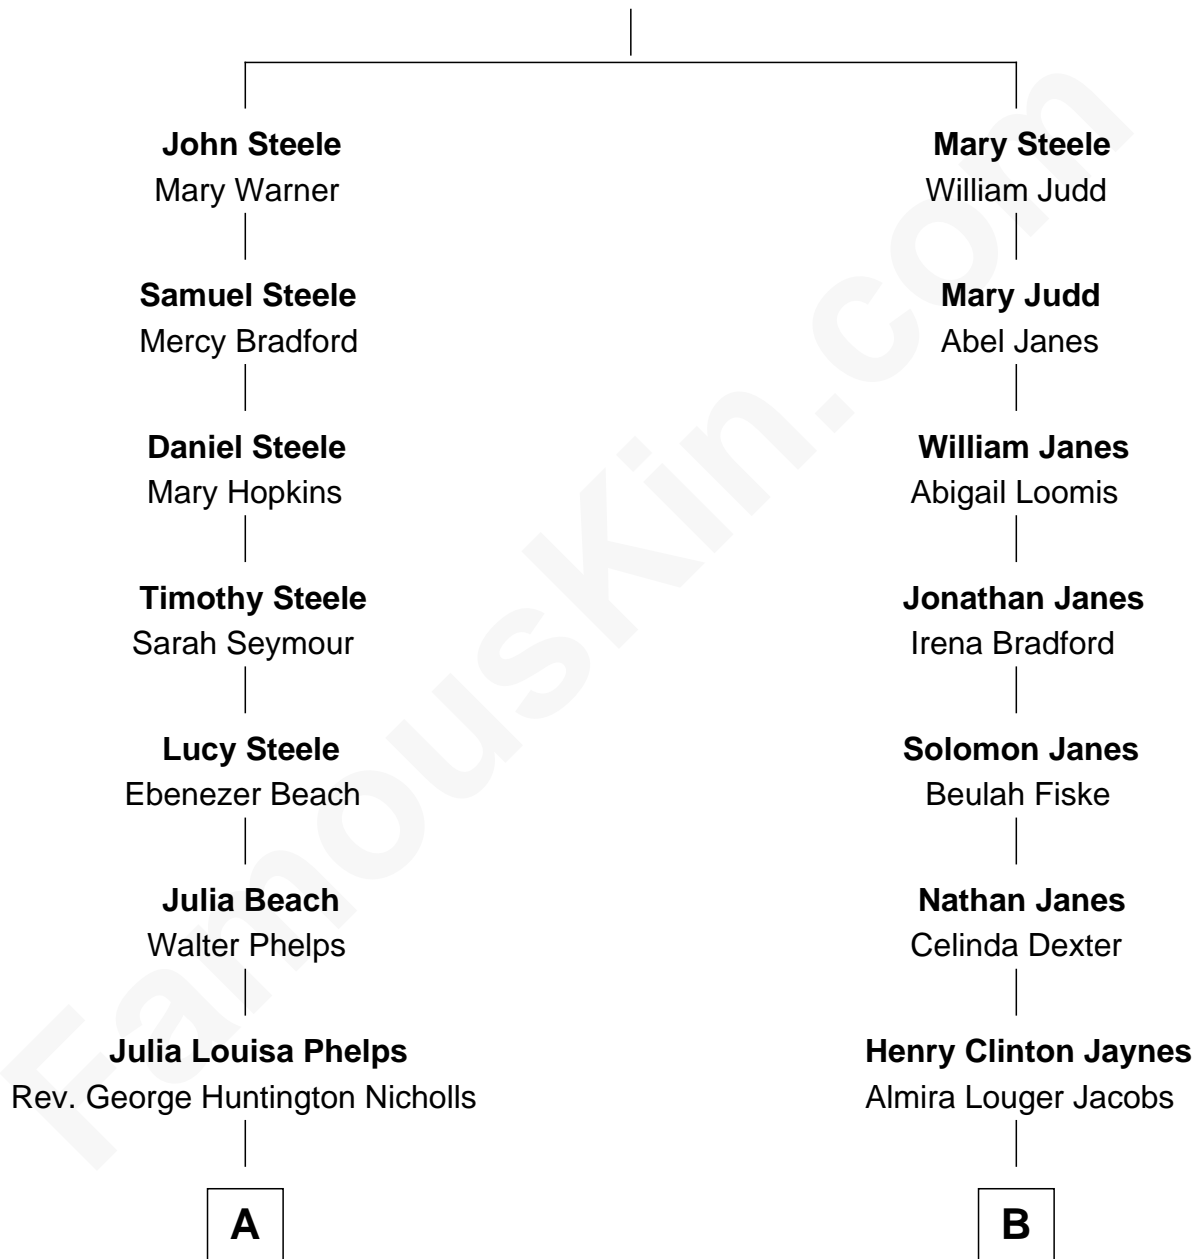 John Steele
Mary Warner
Mary Steele
William Judd
Samuel Steele
Mercy Bradford
Mary Judd
Abel Janes
Daniel Steele
Mary Hopkins
William Janes
Abigail Loomis
Timothy Steele
Sarah Seymour
Jonathan Janes
Irena Bradford
Lucy Steele
Ebenezer Beach
Solomon Janes
Beulah Fiske
Julia Beach
Walter Phelps
Nathan Janes
Celinda Dexter
Julia Louisa Phelps
Rev. George Huntington Nicholls
Henry Clinton Jaynes
Almira Louger Jacobs
A
B
FamousKin.com